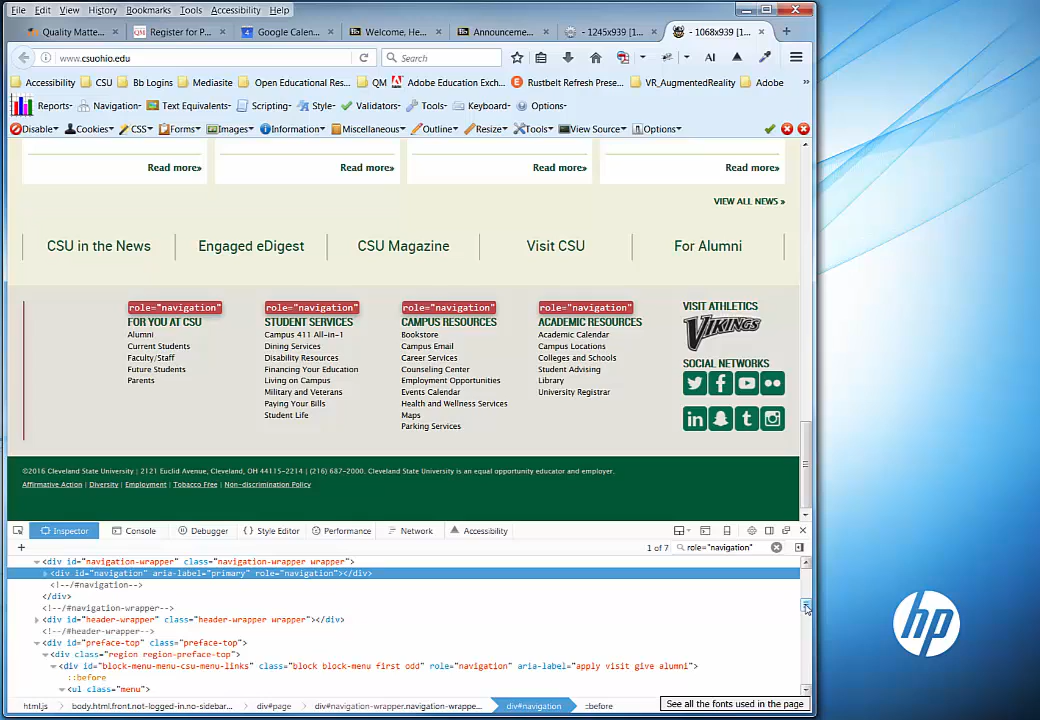 File Edit View History Bookmarks Tools Accessibility Help
Quality Matte... × QM Register for P... × Google Calen... × Bb Welcome, He... × Bb Announceme... × - 1245x939 [1... × - 1068x939 [1... × +
www.csuohio.edu Search AI
Accessibility CSU Bb Logins Mediasite Open Educational Res... QM Adobe Education Exch... Rustbelt Reality Prese... VR_AugmentedReality Adobe »
Reports· Navigation· Text Equivalents· Scripting· Style· Validators· Tools· Keyboard· Options·
Disable Cookies CSS Forms Images Information Miscellaneous Outline Resize Tools View Source Options
Read more» Read more» Read more» Read more»
VIEW ALL NEWS »
CSU in the News Engaged eDigest CSU Magazine Visit CSU For Alumni
role="navigation" role="navigation" role="navigation" role="navigation" VISIT ATHLETICS
FOR YOU AT CSU STUDENT SERVICES CAMPUS RESOURCES ACADEMIC RESOURCES
VIKINGS
Alumni Campus 411 All-in-1 Bookstore Academic Calendar
Current Students Dining Services Campus Email Campus Locations
Faculty/Staff Disability Resources Career Services Colleges and Schools
SOCIAL NETWORKS
Future Students Financing Your Education Counseling Center Student Advising
Parents Living on Campus Employment Opportunities Library
Military and Veterans Events Calendar University Registrar
Paying Your Bills Health and Wellness Services
Student Life Maps
Parking Services
©2016 Cleveland State University | 2121 Euclid Avenue, Cleveland, OH 44115-2214 | (216) 687-2000. Cleveland State University is an equal opportunity educator and employer.
Affirmative Action | Diversity | Employment | Tobacco Free | Non-discrimination Policy
Inspector Console Debugger { } Style Editor Performance Network Accessibility
+ 1 of 7 role="navigation"
<div id="navigation-wrapper" class="navigation-wrapper wrapper">
<div id="navigation" aria-label="primary" role="navigation"></div>
<!--/#navigation-->
</div>
<!--/#navigation-wrapper-->
<div id="header-wrapper" class="header-wrapper wrapper"></div>
<!--/#header-wrapper-->
<div id="preface-top" class="preface-top">
<div class="region region-preface-top">
<div id="block-menu-menu-csu-menu-links" class="block block-menu first odd" role="navigation" aria-label="apply visit give alumni">
::before
<ul class="menu">
html.js body.html.front.not-logged-in.no-sidebar... div#page div#navigation-wrapper.navigation-wrappe... div#navigation ::before
See all the fonts used in the page
hp